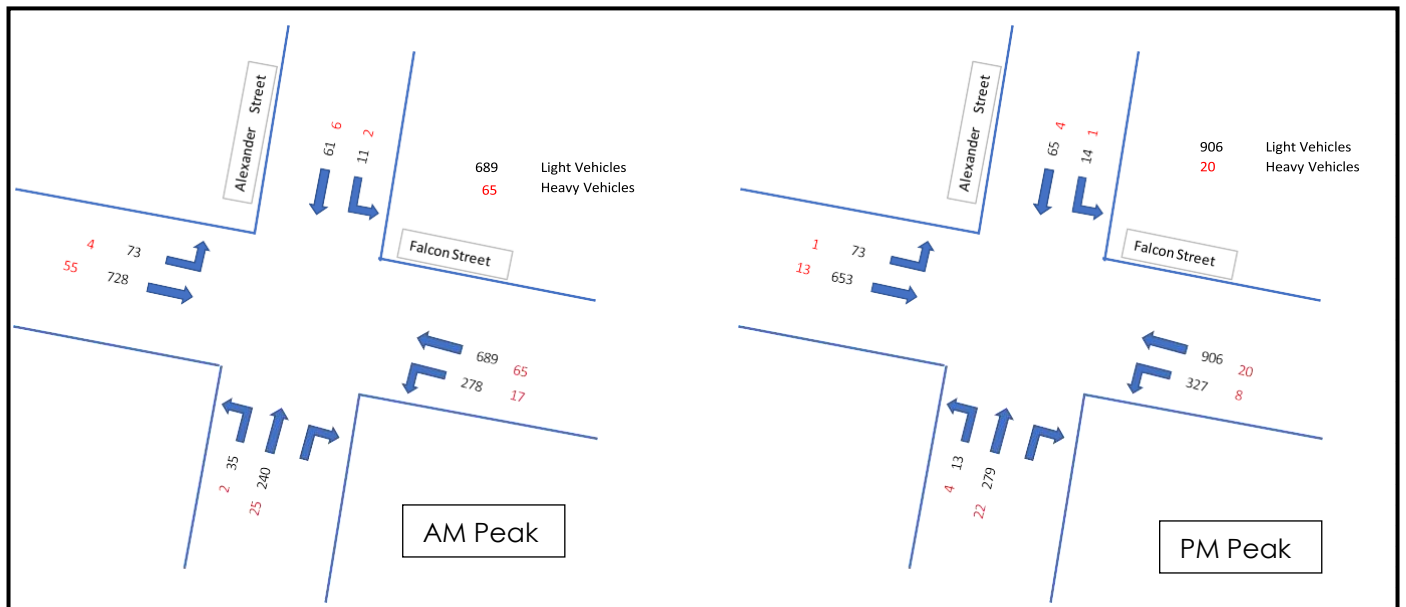 Alexander Street
61 6
11 2
689 Light Vehicles
65 Heavy Vehicles
4 73
55 728
Falcon Street
689 65
278 17
2 35
25 240
AM Peak
Alexander Street
65 4
14 1
906 Light Vehicles
20 Heavy Vehicles
1 73
13 653
Falcon Street
906 20
327 8
4 13
22 279
PM Peak